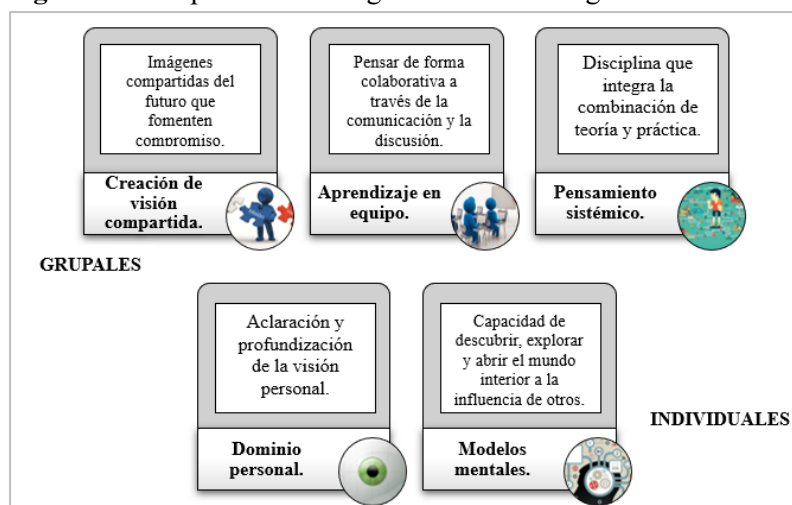 Imágenes
compartidas del
futuro que
fomenten
compromiso.
Creación de
visión
compartida.
Pensar de forma
colaborativa a
través de la
comunicación y la
discusión.
Aprendizaje en
equipo.
Disciplina que
integra la
combinación de
teoría y práctica.
Pensamiento
sistémico.
GRUPALES
Aclaración y
profundización
de la visión
personal.
Dominio
personal.
Capacidad de
descubrir, explorar
y abrir el mundo
interior a la
influencia de otros.
Modelos
mentales.
INDIVIDUALES